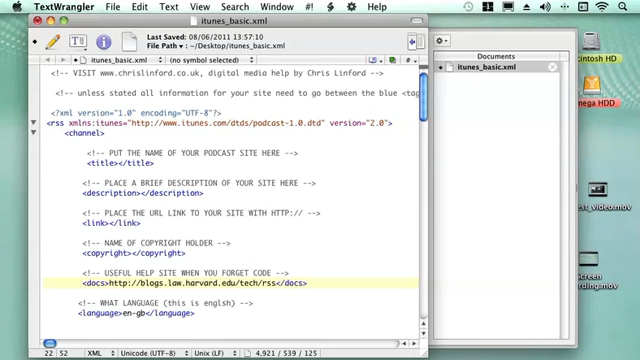 TextWrangler File Edit Text View Search Go Window #! Help
itunes_basic.xml
Last Saved: 08/06/2011 13:57:10
File Path ▾: ~/Desktop/itunes_basic.xml
itunes_basic.xml (no symbol selected)
<!-- VISIT www.chrislinford.co.uk, digital media help by Chris Linford
<!-- unless stated all information for your site need to go between the blue <tag
<?xml version="1.0" encoding="UTF-8"?>
<rss xmlns:itunes="http://www.itunes.com/dtds/podcast-1.0.dtd" version="2.0">
<channel>
<!-- PUT THE NAME OF YOUR PODCAST SITE HERE -->
<title></title>
<!-- PLACE A BRIEF DESCRIPTION OF YOUR SITE HERE -->
<description></description>
<!-- PLACE THE URL LINK TO YOUR SITE WITH HTTP:// -->
<link></link>
<!-- NAME OF COPYRIGHT HOLDER -->
<copyright></copyright>
<!-- USEFUL HELP SITE WHEN YOU FORGET CODE -->
<docs>http://blogs.law.harvard.edu/tech/rss</docs>
<!-- WHAT LANGUAGE (this is englsh) -->
<language>en-gb</language>
22 52 XML Unicode (UTF-8) Unix (LF) 4,921 / 539 / 125
Documents
itunes_basic.xml
cintosh HD
mega HDD
est_video.mov
Screen
rding.mov